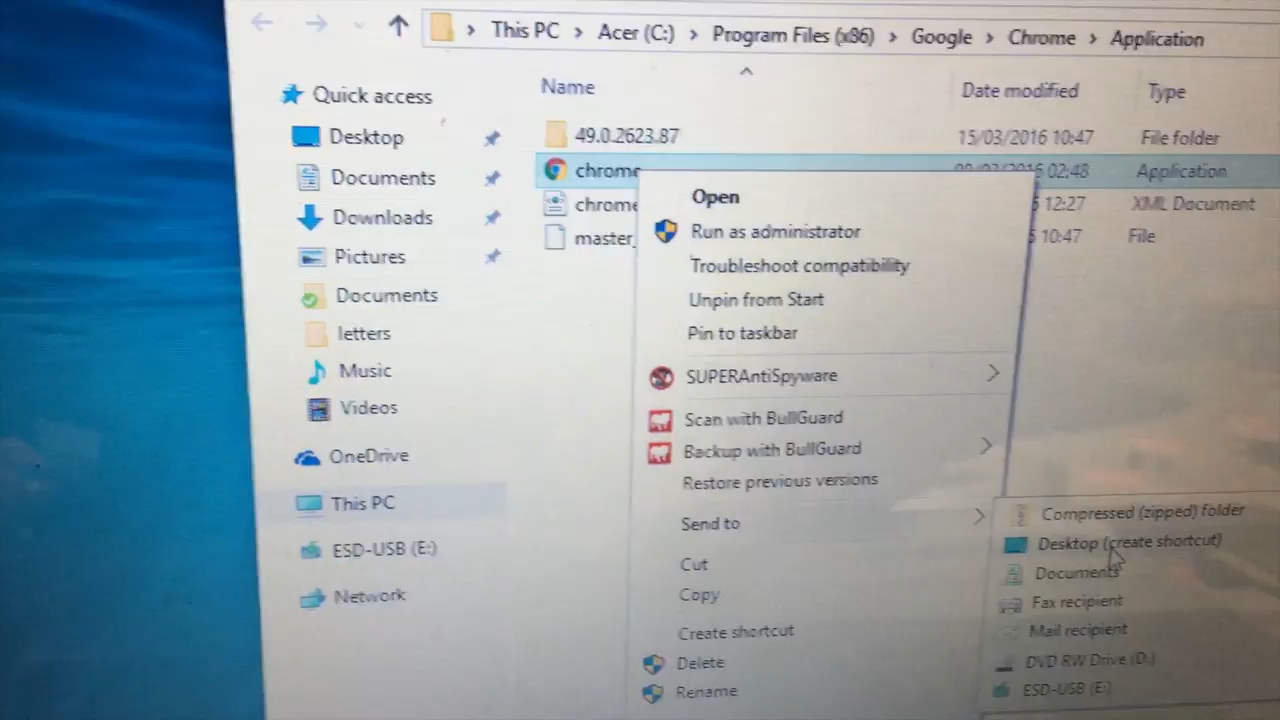 This PC > Acer (C:) > Program Files (x86) > Google > Chrome > Application
Name Date modified Type
Quick access
Desktop
Documents
Downloads
Pictures
Documents
letters
Music
Videos
OneDrive
This PC
ESD-USB (E:)
Network
49.0.2623.87 15/03/2016 10:47 File folder
chrome 02:48 Application
chrome 12:27 XML Document
master_ 10:47 File
Open
Run as administrator
Troubleshoot compatibility
Unpin from Start
Pin to taskbar
SUPERAntiSpyware
Scan with BullGuard
Backup with BullGuard
Restore previous versions
Send to
Cut
Copy
Create shortcut
Delete
Rename
Compressed (zipped) folder
Desktop (create shortcut)
Documents
Fax recipient
Mail recipient
DVD RW Drive (D:)
ESD-USB (E:)